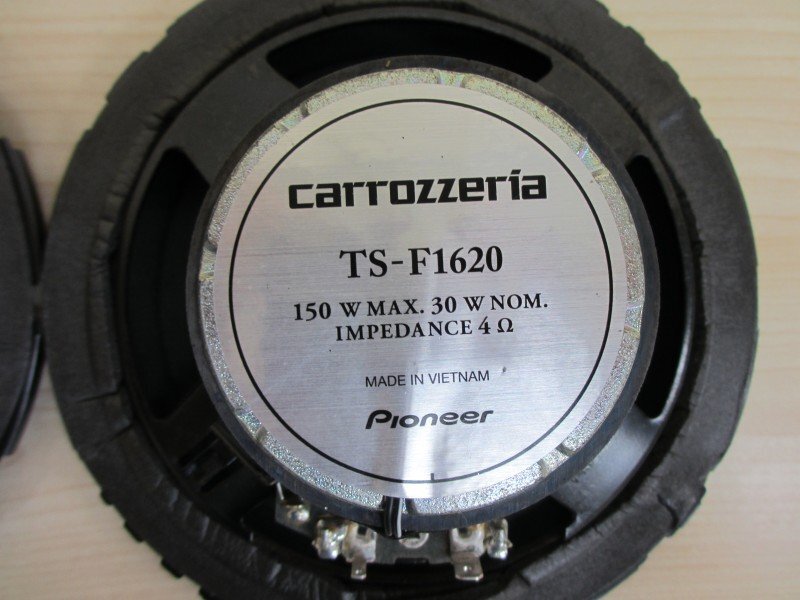 carrozzeria
TS-F1620
150 W MAX. 30 W NOM.
IMPEDANCE 4 Ω
MADE IN VIETNAM
Pioneer